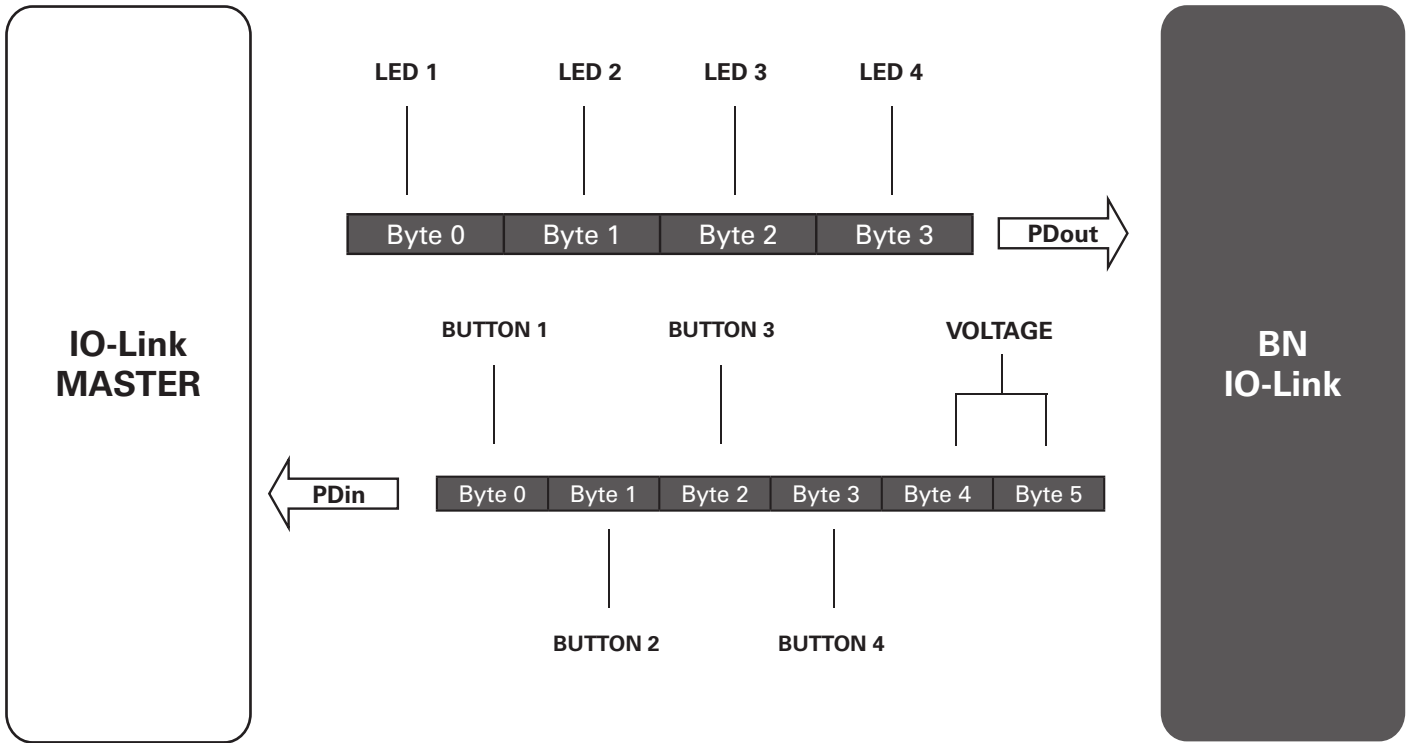 LED 1 LED 2 LED 3 LED 4
Byte 0 Byte 1 Byte 2 Byte 3 PDout
BUTTON 1 BUTTON 3 VOLTAGE
IO-Link
MASTER
BN
IO-Link
PDin Byte 0 Byte 1 Byte 2 Byte 3 Byte 4 Byte 5
BUTTON 2 BUTTON 4